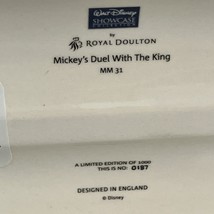 WALT DISNEY
SHOWCASE
COLLECTION
by
ROYAL DOULTON
Mickey's Duel With The King
MM 31
A LIMITED EDITION OF 1000
THIS IS NO: 0187
DESIGNED IN ENGLAND
© Disney